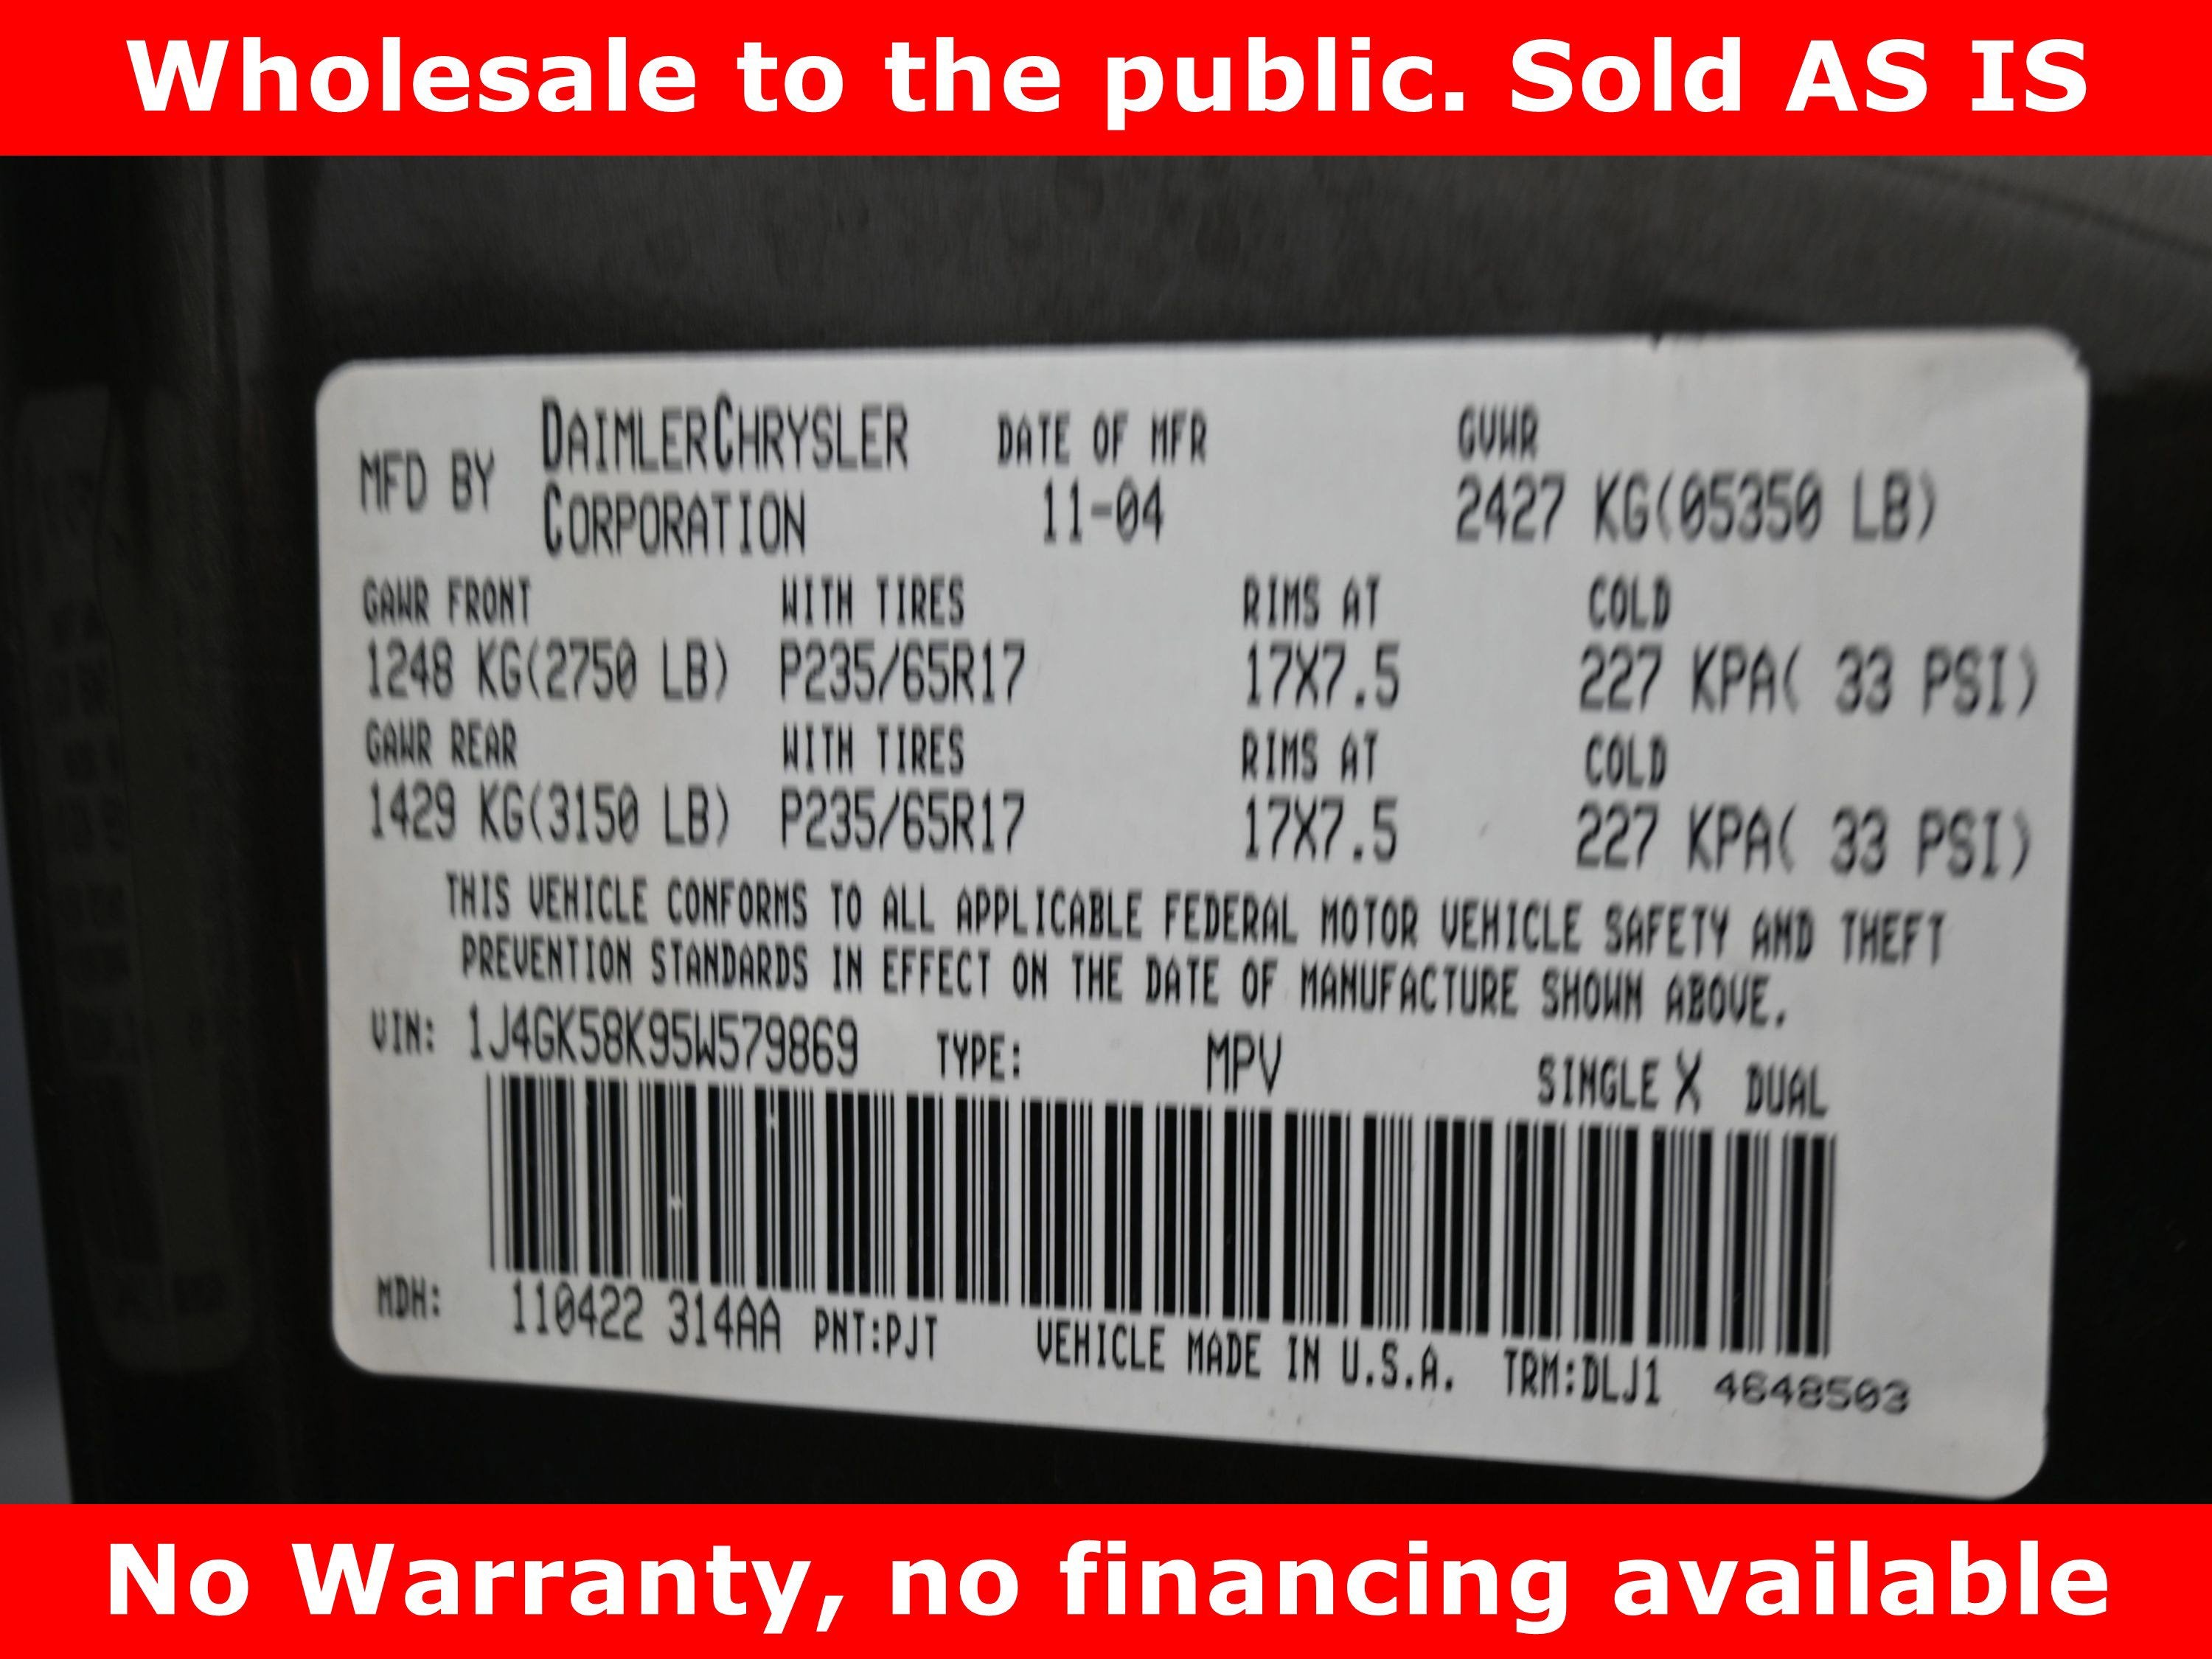 Wholesale to the public. Sold AS IS
MFD BY DAIMLERCHRYSLER CORPORATION DATE OF MFR 11-04 GVWR 2427 KG(05350 LB)
GAWR FRONT WITH TIRES RIMS AT COLD
1248 KG(2750 LB) P235/65R17 17X7.5 227 KPA( 33 PSI)
GAWR REAR WITH TIRES RIMS AT COLD
1429 KG(3150 LB) P235/65R17 17X7.5 227 KPA( 33 PSI)
THIS VEHICLE CONFORMS TO ALL APPLICABLE FEDERAL MOTOR VEHICLE SAFETY AND THEFT
PREVENTION STANDARDS IN EFFECT ON THE DATE OF MANUFACTURE SHOWN ABOVE.
VIN: 1J4GK58K95W579869 TYPE: MPV SINGLE X DUAL
MDH: 110422 314AA PNT:PJT VEHICLE MADE IN U.S.A. TRM:DLJ1 4648503
No Warranty, no financing available